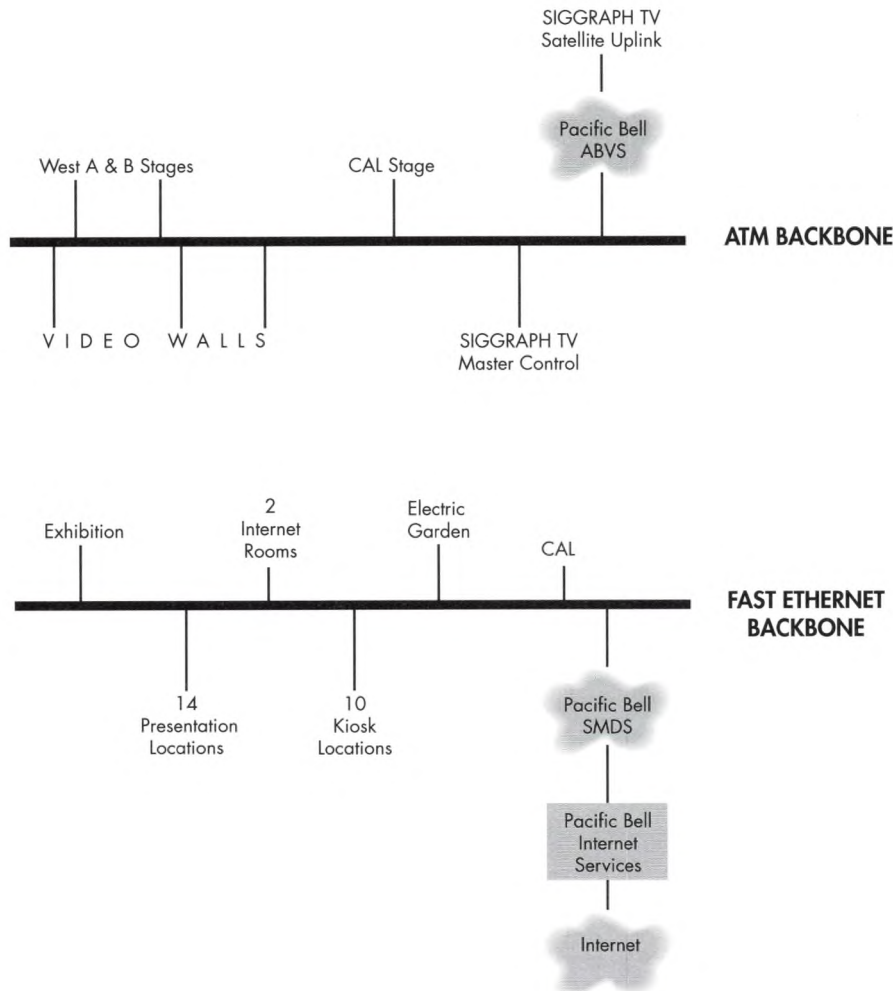 SIGGRAPH TV
Satellite Uplink
Pacific Bell
ABVS
West A & B Stages
CAL Stage
ATM BACKBONE
VIDEO WALLS
SIGGRAPH TV
Master Control
Exhibition
2
Internet
Rooms
Electric
Garden
CAL
FAST ETHERNET
BACKBONE
14
Presentation
Locations
10
Kiosk
Locations
Pacific Bell
SMDS
Pacific Bell
Internet
Services
Internet